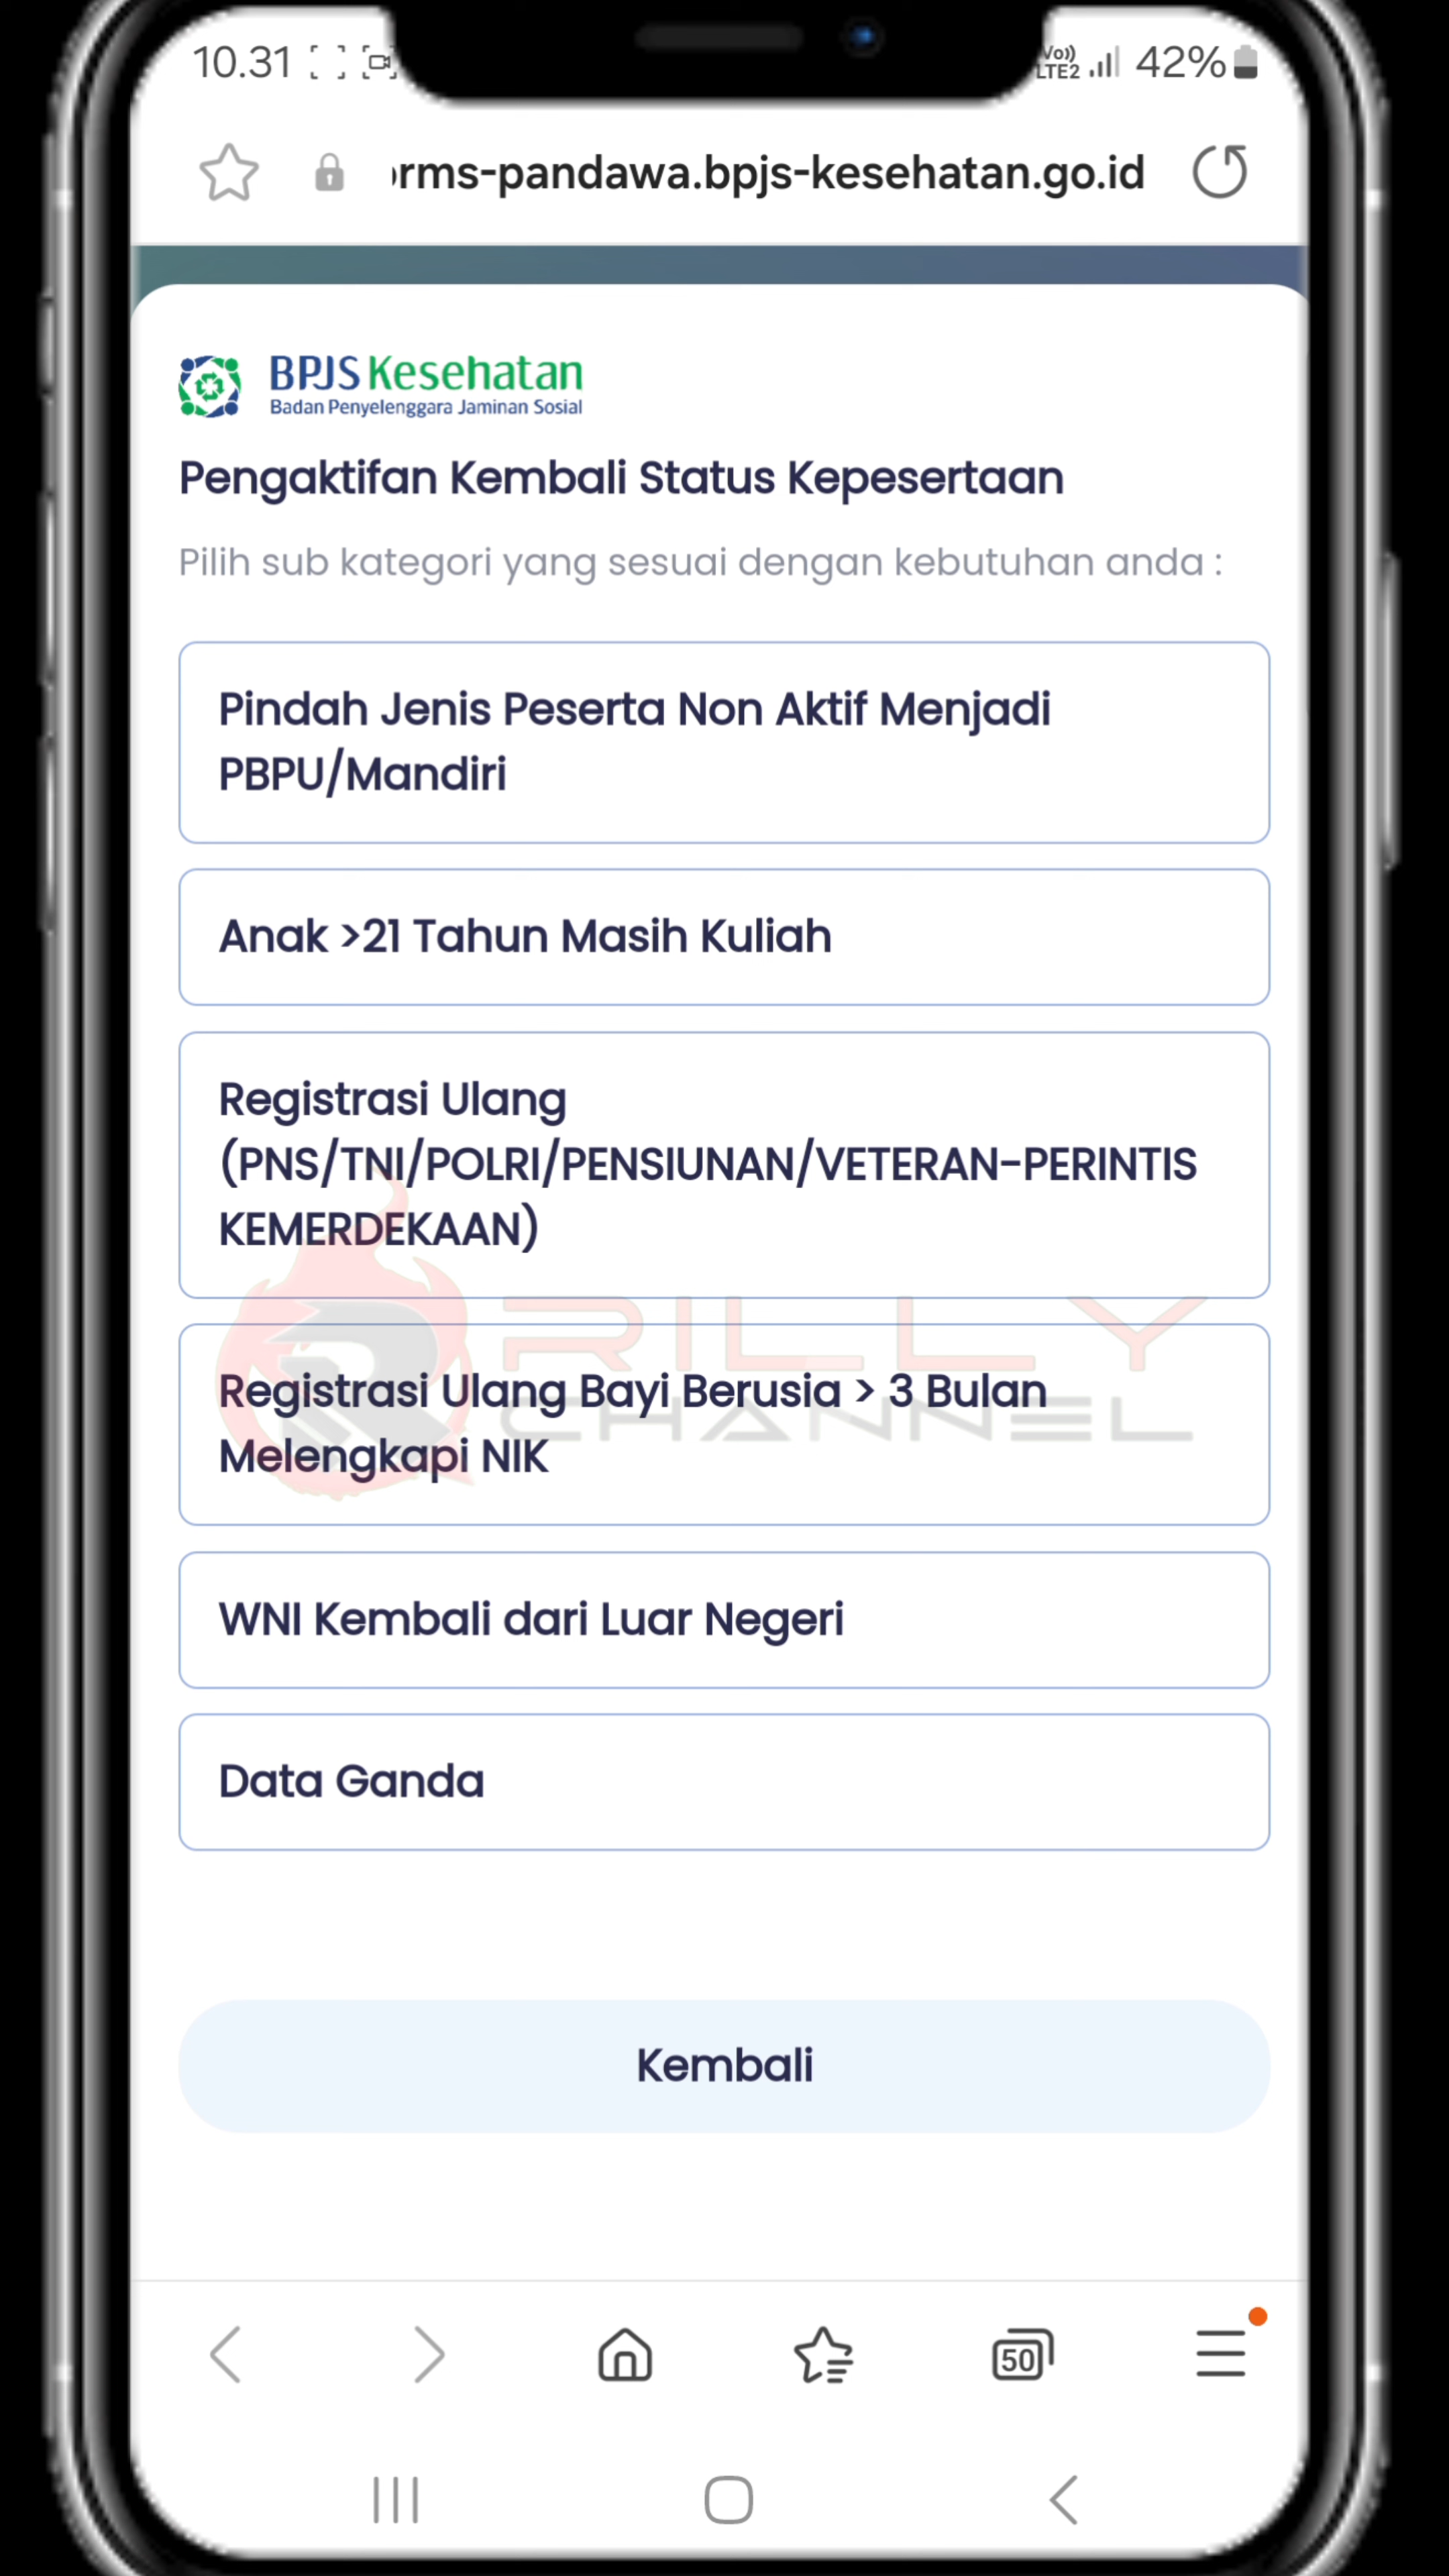 10.31
Vo))
LTE2
42%
orms-pandawa.bpjs-kesehatan.go.id
BPJS Kesehatan
Badan Penyelenggara Jaminan Sosial
Pengaktifan Kembali Status Kepesertaan
Pilih sub kategori yang sesuai dengan kebutuhan anda :
Pindah Jenis Peserta Non Aktif Menjadi
PBPU/Mandiri
Anak >21 Tahun Masih Kuliah
Registrasi Ulang
(PNS/TNI/POLRI/PENSIUNAN/VETERAN-PERINTIS
KEMERDEKAAN)
RILLY
CHANNEL
Registrasi Ulang Bayi Berusia > 3 Bulan
Melengkapi NIK
WNI Kembali dari Luar Negeri
Data Ganda
Kembali
50